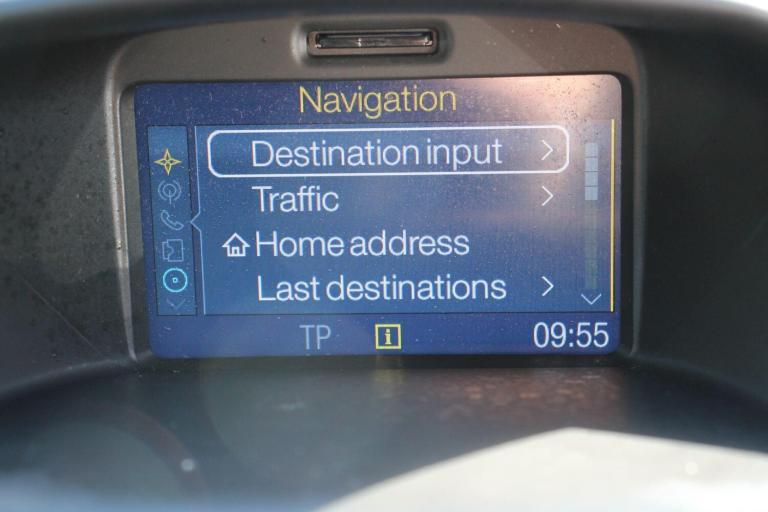 Navigation
Destination input
Traffic
Home address
Last destinations
TP i 09:55